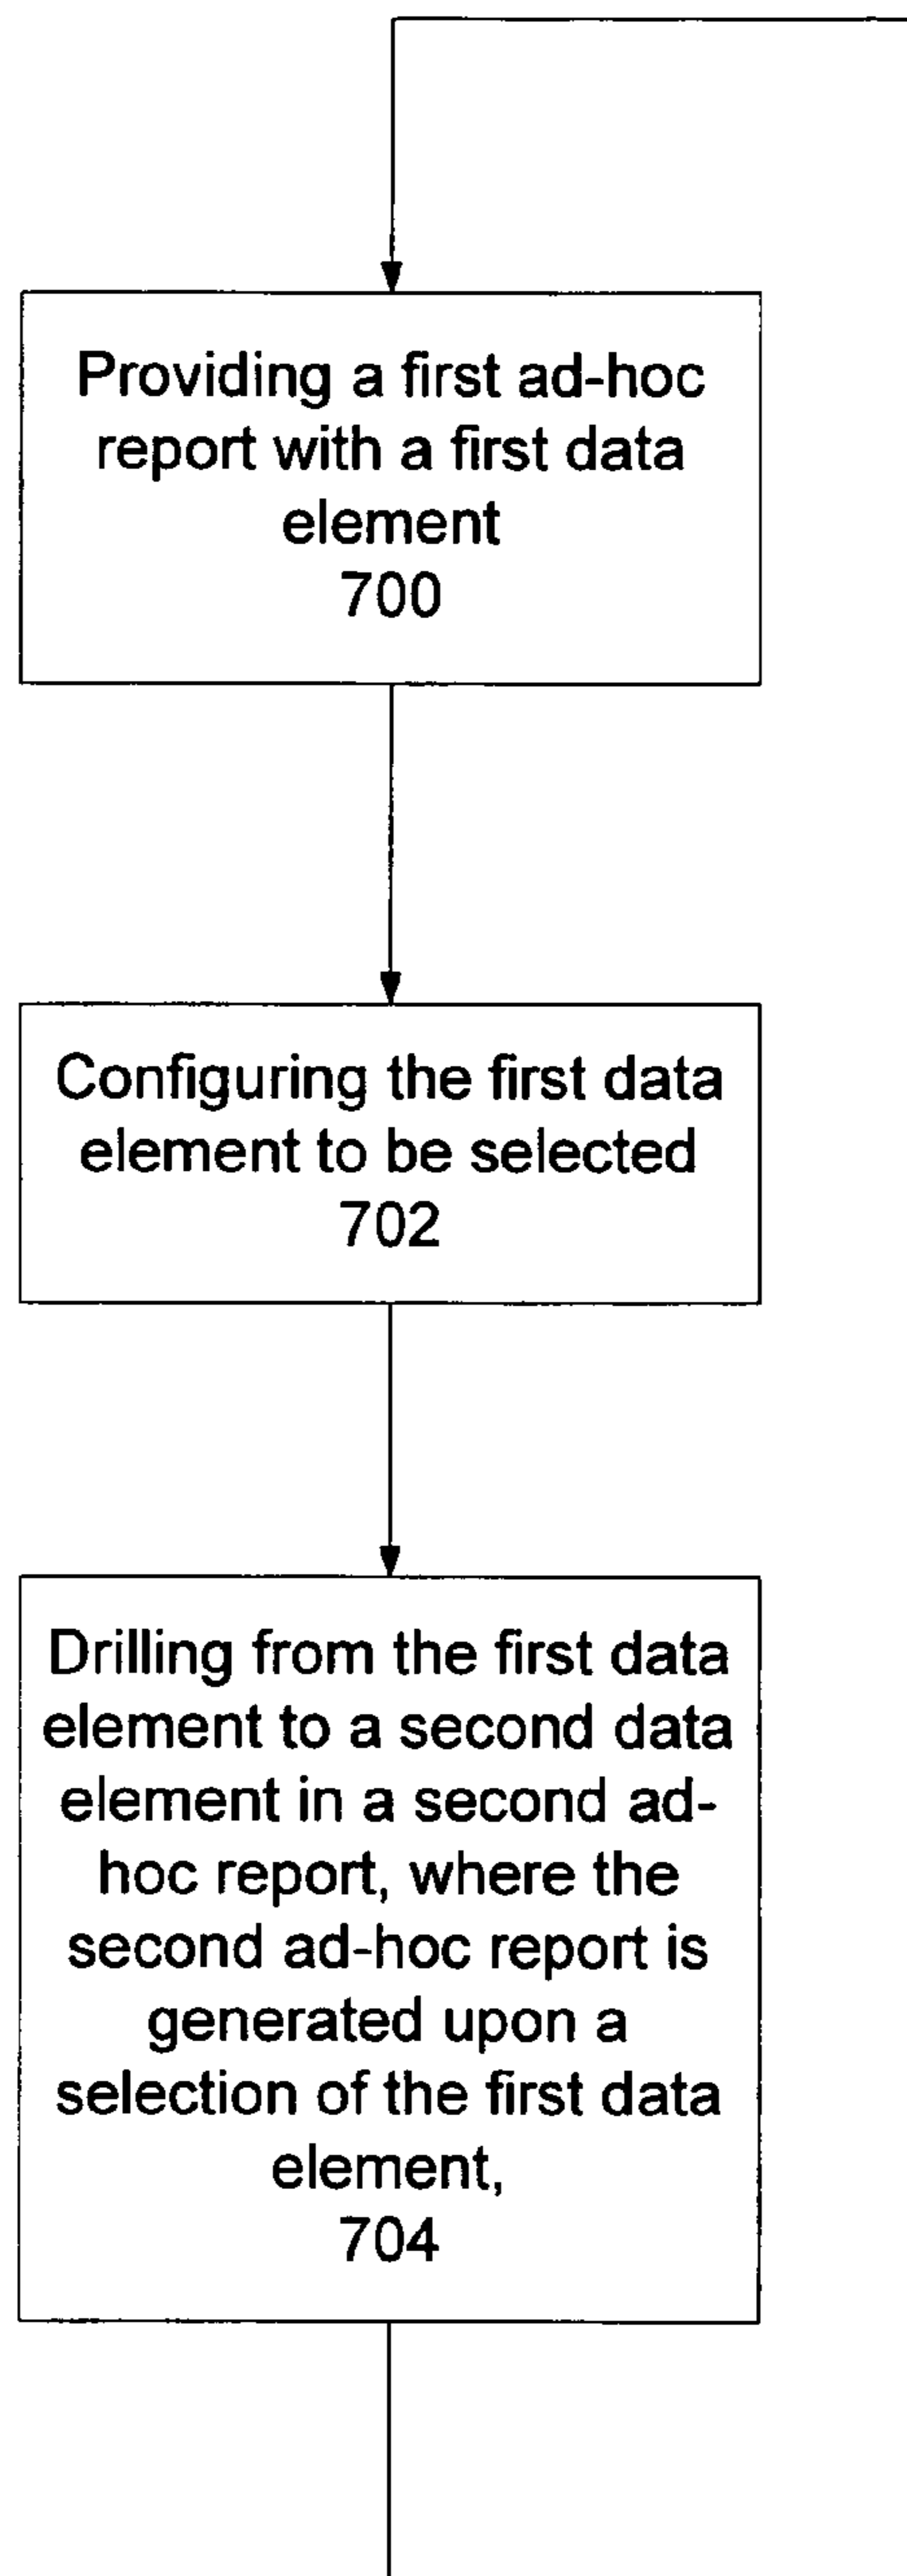 Providing a first ad-hoc
report with a first data
element
700
Configuring the first data
element to be selected
702
Drilling from the first data
element to a second data
element in a second ad-
hoc report, where the
second ad-hoc report is
generated upon a
selection of the first data
element,
704